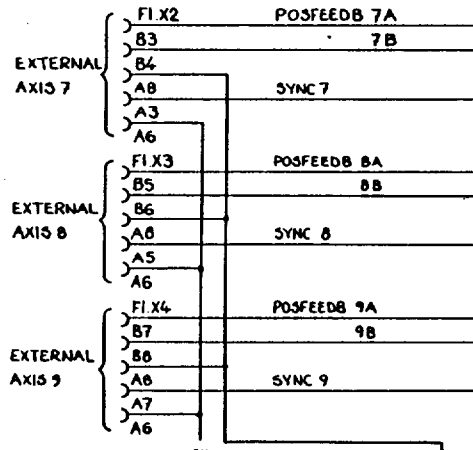 F1.X2 POSFEEDB 7A
B3 7B
B4
EXTERNAL AXIS 7
A8 SYNC 7
A3
A6
F1.X3 POSFEEDB 8A
B5 8B
B6
EXTERNAL AXIS 8
A8 SYNC 8
A5
A6
F1.X4 POSFEEDB 9A
B7 9B
B8
EXTERNAL AXIS 9
A8 SYNC 9
A7
A6